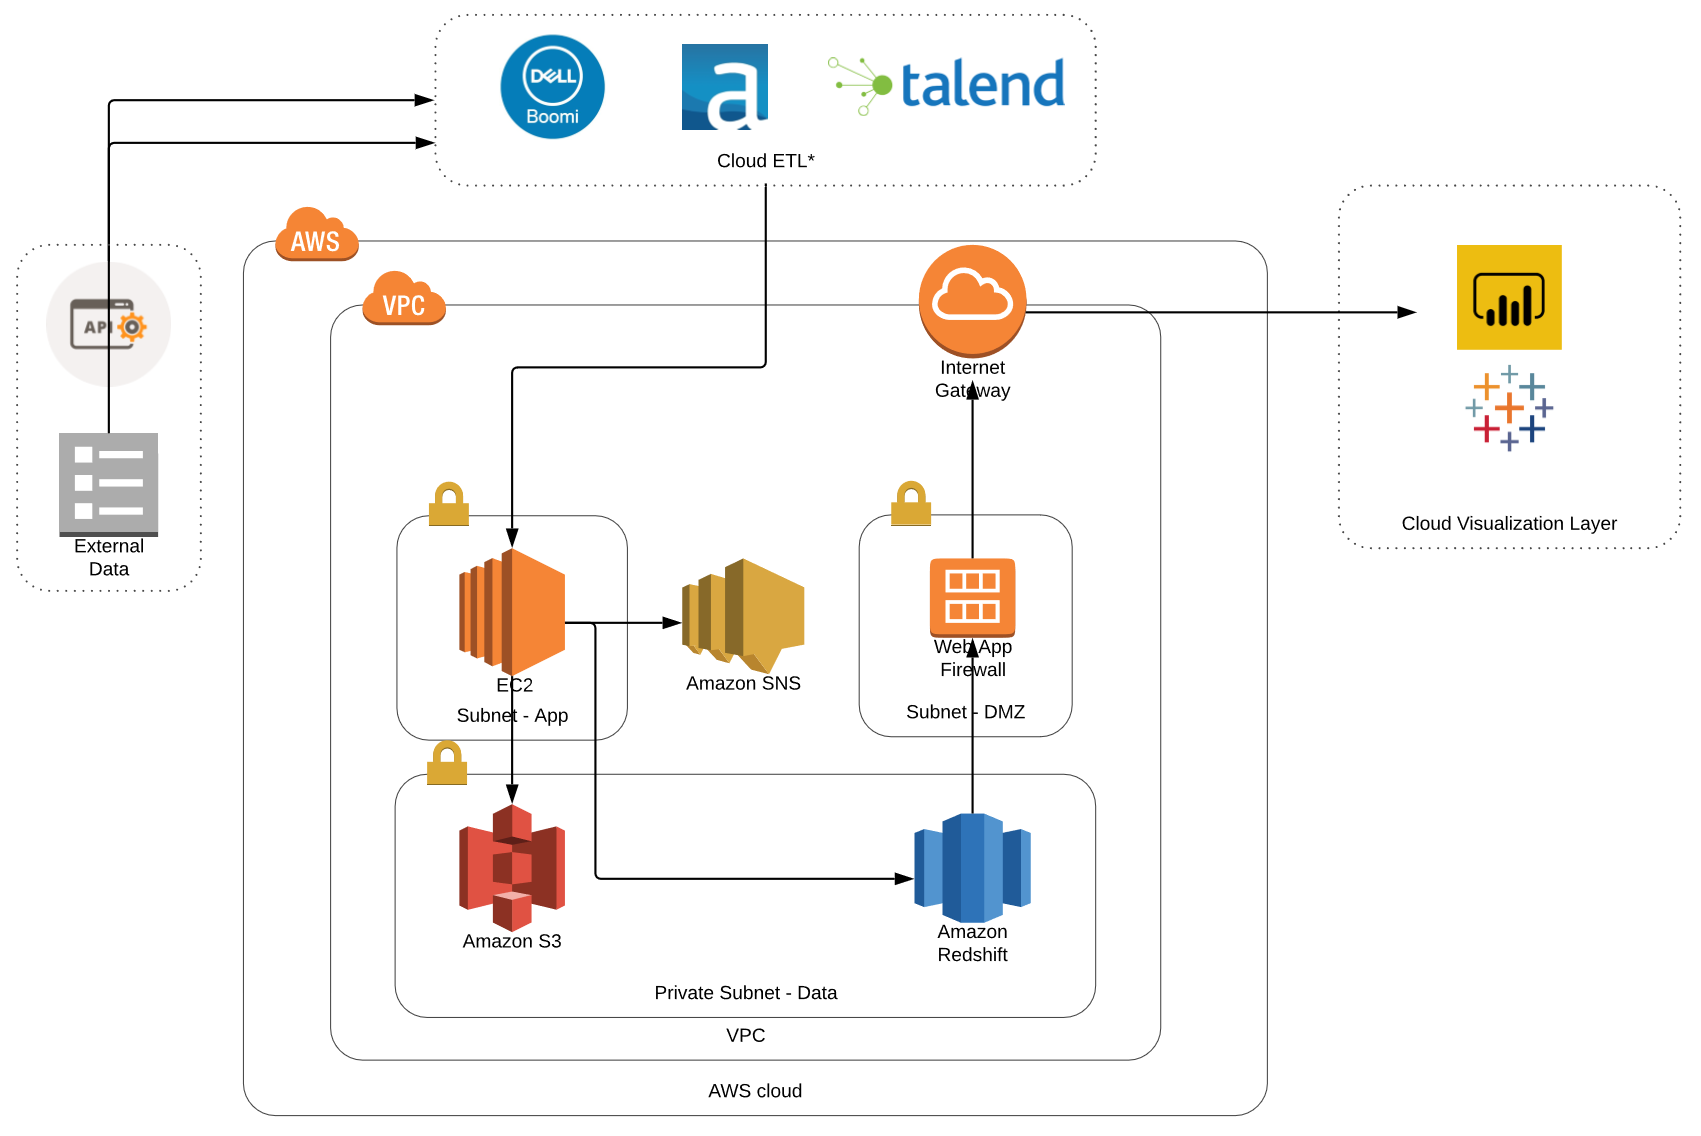 DELL
Boomi
a
talend
Cloud ETL*
AWS
VPC
API
Internet
Gateway
External
Data
Cloud Visualization Layer
EC2
Subnet - App
Amazon SNS
Web App
Firewall
Subnet - DMZ
Amazon S3
Amazon
Redshift
Private Subnet - Data
VPC
AWS cloud